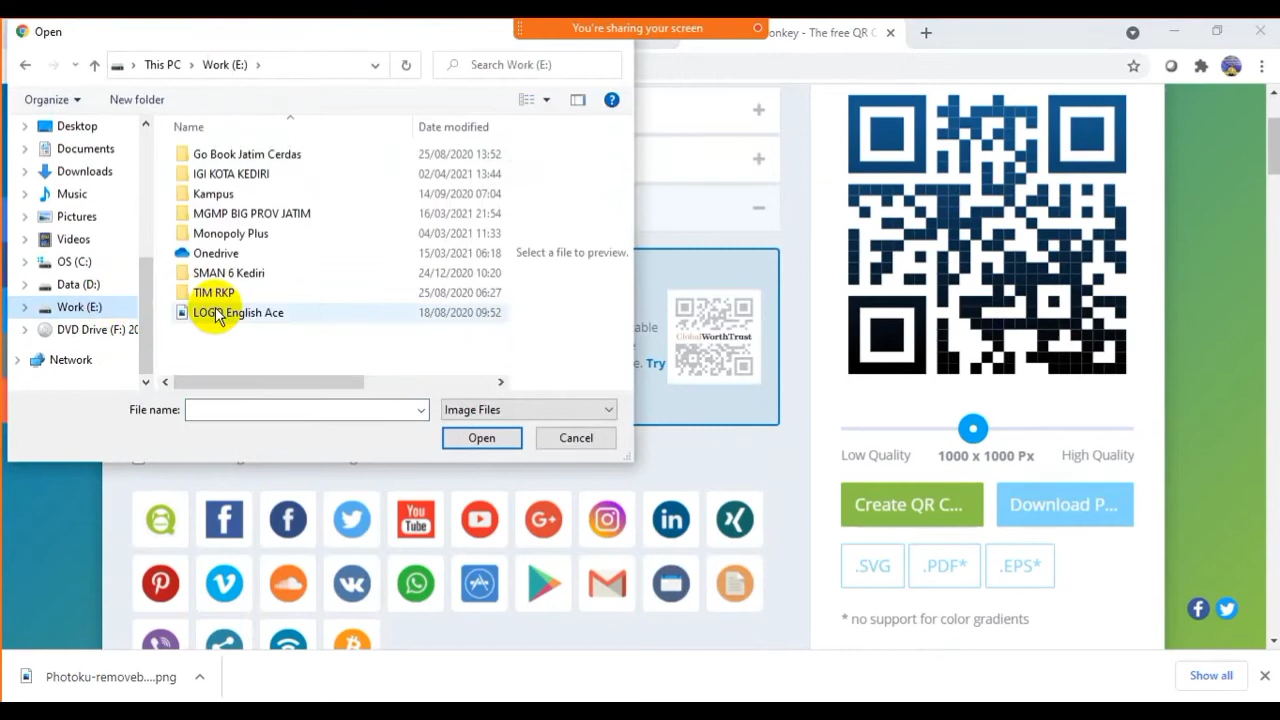 Open
You're sharing your screen
onkey - The free QR C
This PC
Work (E:)
Search Work (E:)
Organize
New folder
Name
Date modified
Desktop
Documents
Downloads
Music
Pictures
Videos
OS (C:)
Data (D:)
Work (E:)
DVD Drive (F:) 20
Network
Go Book Jatim Cerdas 25/08/2020 13:52
IGI KOTA KEDIRI 02/04/2021 13:44
Kampus 14/09/2020 07:04
MGMP BIG PROV JATIM 16/03/2021 21:54
Monopoly Plus 04/03/2021 11:33
Onedrive 15/03/2021 06:18
SMAN 6 Kediri 24/12/2020 10:20
TIM RKP 25/08/2020 06:27
LOGO English Ace 18/08/2020 09:52
Select a file to preview.
File name:
Image Files
Open
Cancel
able
e
e. Try
GlobalWorthTrust
You
Tube
G+
Low Quality
1000 x 1000 Px
High Quality
Create QR C...
Download P...
.SVG
.PDF*
.EPS*
* no support for color gradients
Photoku-removeb....png
Show all